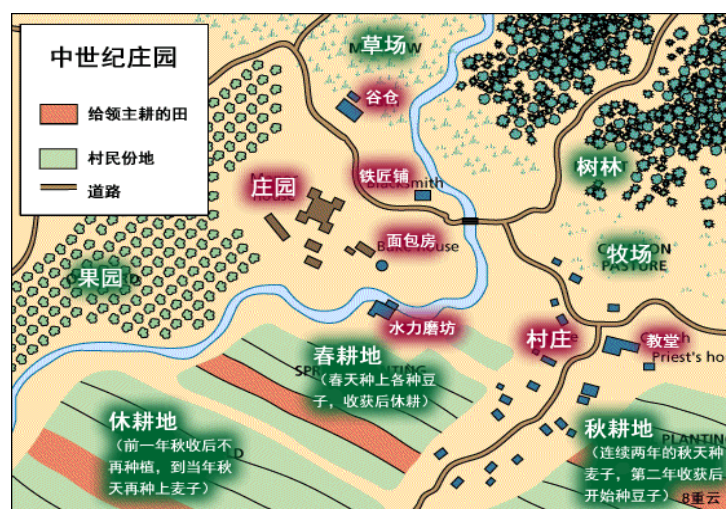 中世纪庄园
给领主耕的田
村民份地
道路
草场
谷仓
树林
铁匠铺
庄园
面包房
牧场
PASTURE
果园
水力磨坊
村庄
教堂
Priest's ho
春耕地
(春天种上各种豆
子，收获后休耕)
休耕地
(前一年秋收后不
再种植，到当年秋
天再种上麦子)
秋耕地
PLANTING
(连续两年的秋天种
麦子，第二年收获后
开始种豆子)
8重云